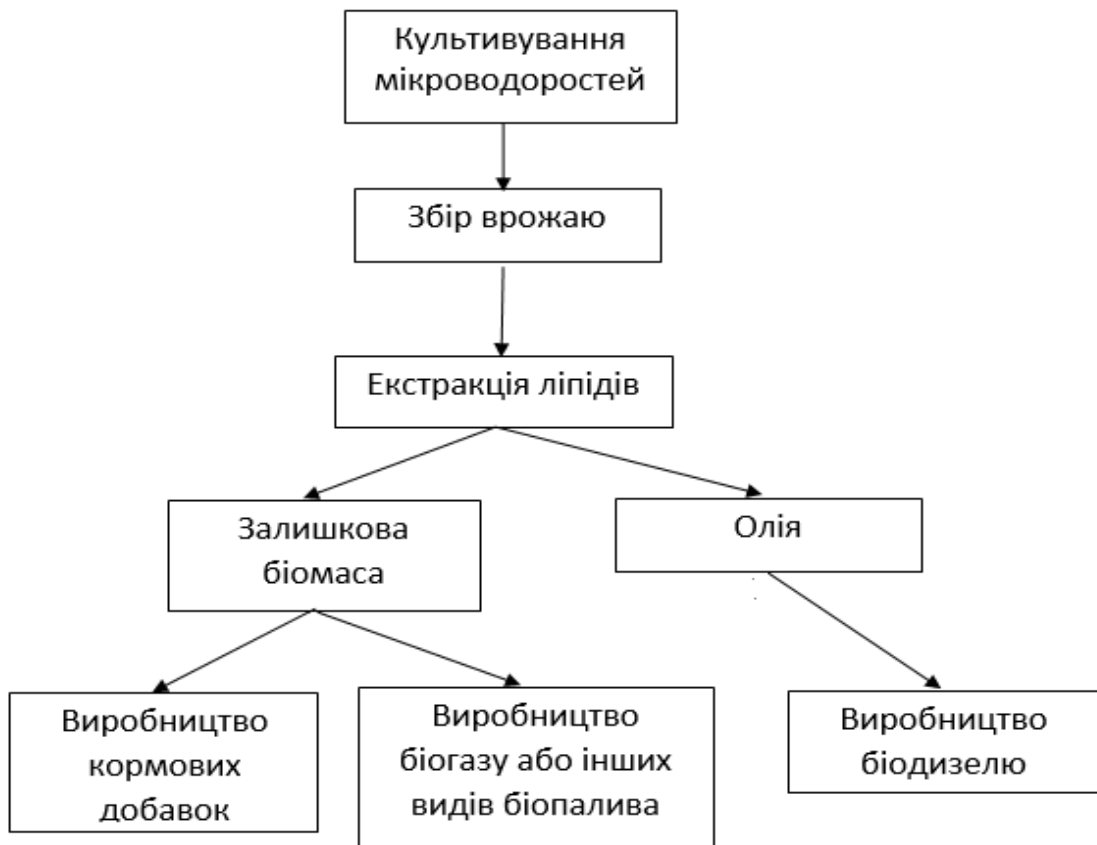 Культивування
мікроводоростей
Збір врожаю
Екстракція ліпідів
Залишкова
біомаса
Олія
Виробництво
кормових
добавок
Виробництво
біогазу або інших
видів біопалива
Виробництво
біодизелю